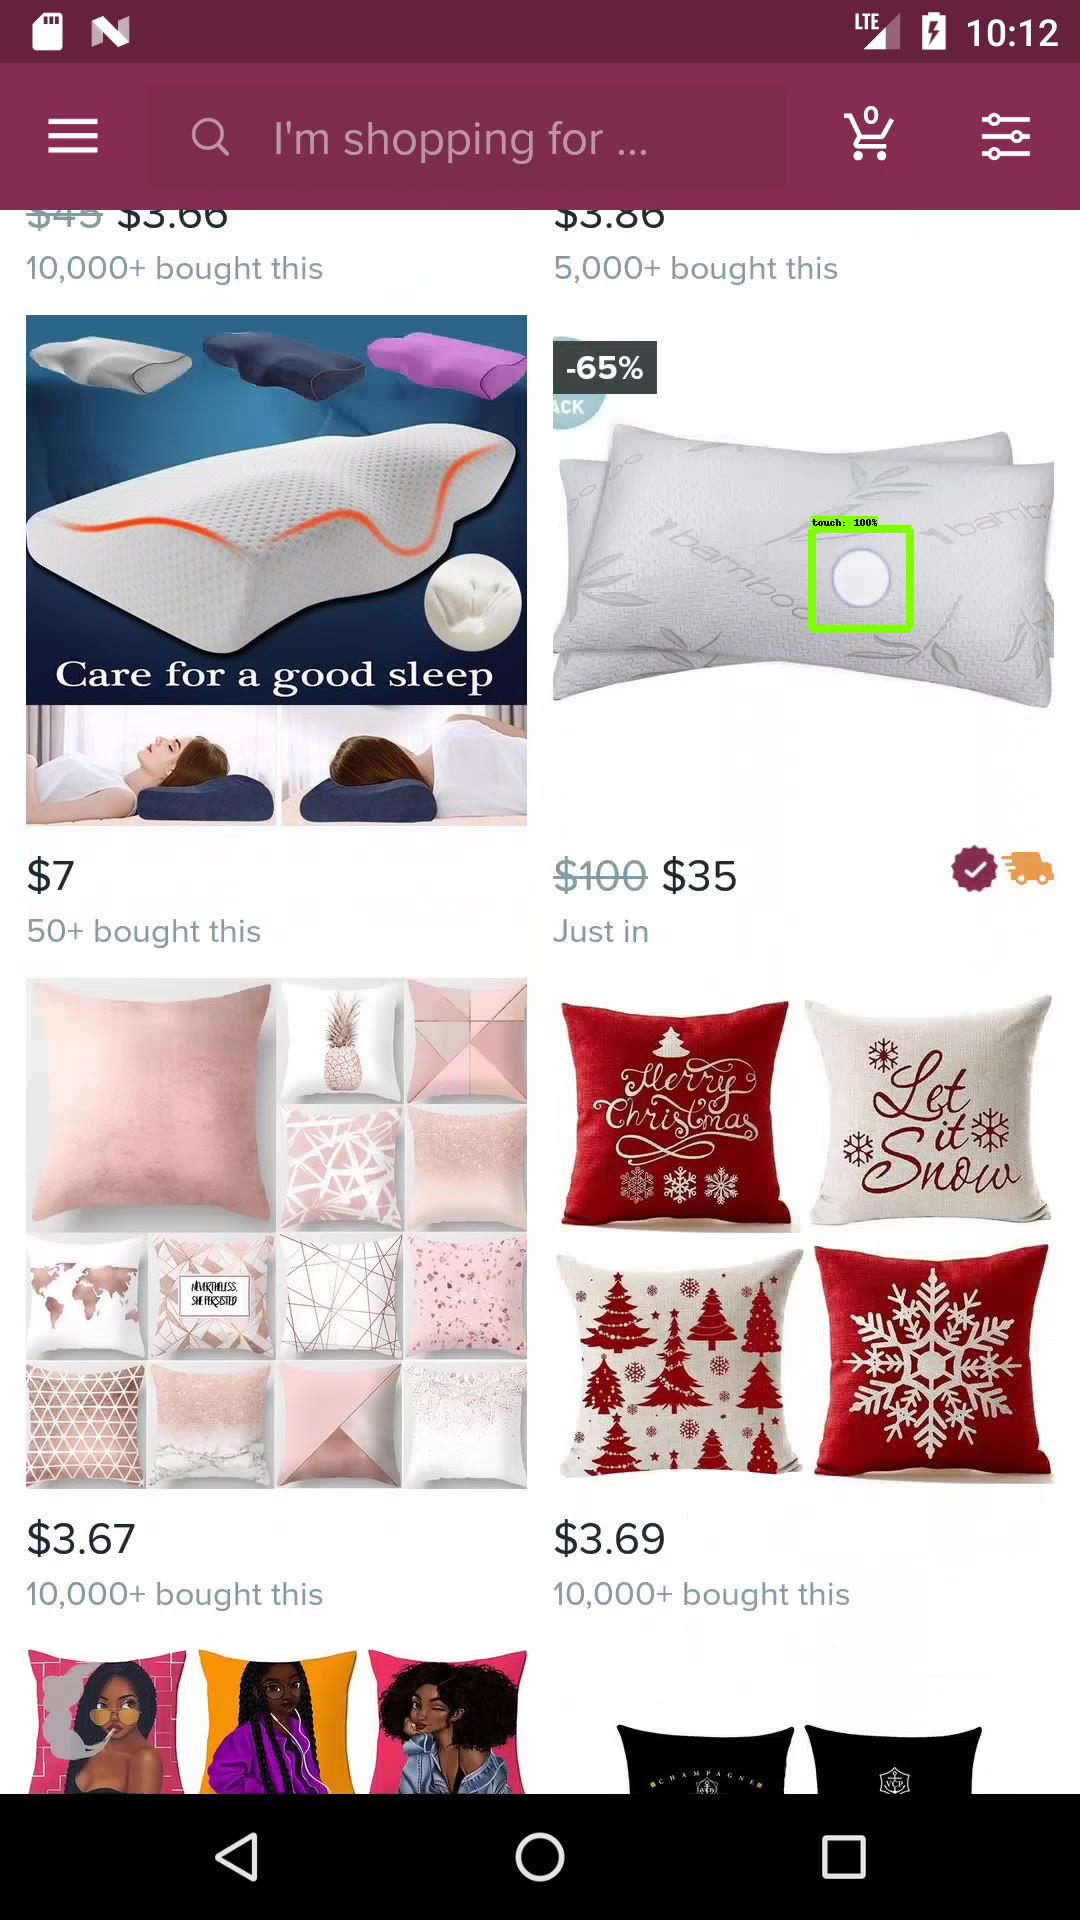 LTE 10:12
I'm shopping for ...
0
$45 $3.66
$3.86
10,000+ bought this
5,000+ bought this
-65%
ACK
touch: 100%
bamboo
bamboo
Care for a good sleep
$7
$100 $35
50+ bought this
Just in
Merry
Christmas
Let
it
Snow
NEVERTHELESS,
SHE PERSISTED
$3.67
$3.69
10,000+ bought this
10,000+ bought this
CHAMPAGNE
VCP
VCP